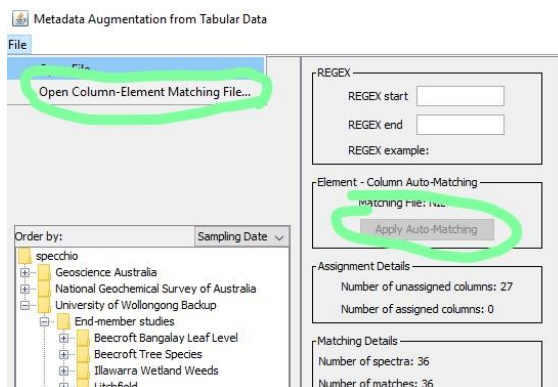 Metadata Augmentation from Tabular Data
File
Open Column-Element Matching File...
REGEX
REGEX start
REGEX end
REGEX example:
Element - Column Auto-Matching
Matching File: NIL
Apply Auto-Matching
Order by:
Sampling Date
specchio
Geoscience Australia
National Geochemical Survey of Australia
University of Wollongong Backup
End-member studies
Beecroft Bangalay Leaf Level
Beecroft Tree Species
Illawarra Wetland Weeds
Litchfield
Assignment Details
Number of unassigned columns: 27
Number of assigned columns: 0
Matching Details
Number of spectra: 36
Number of matches: 36